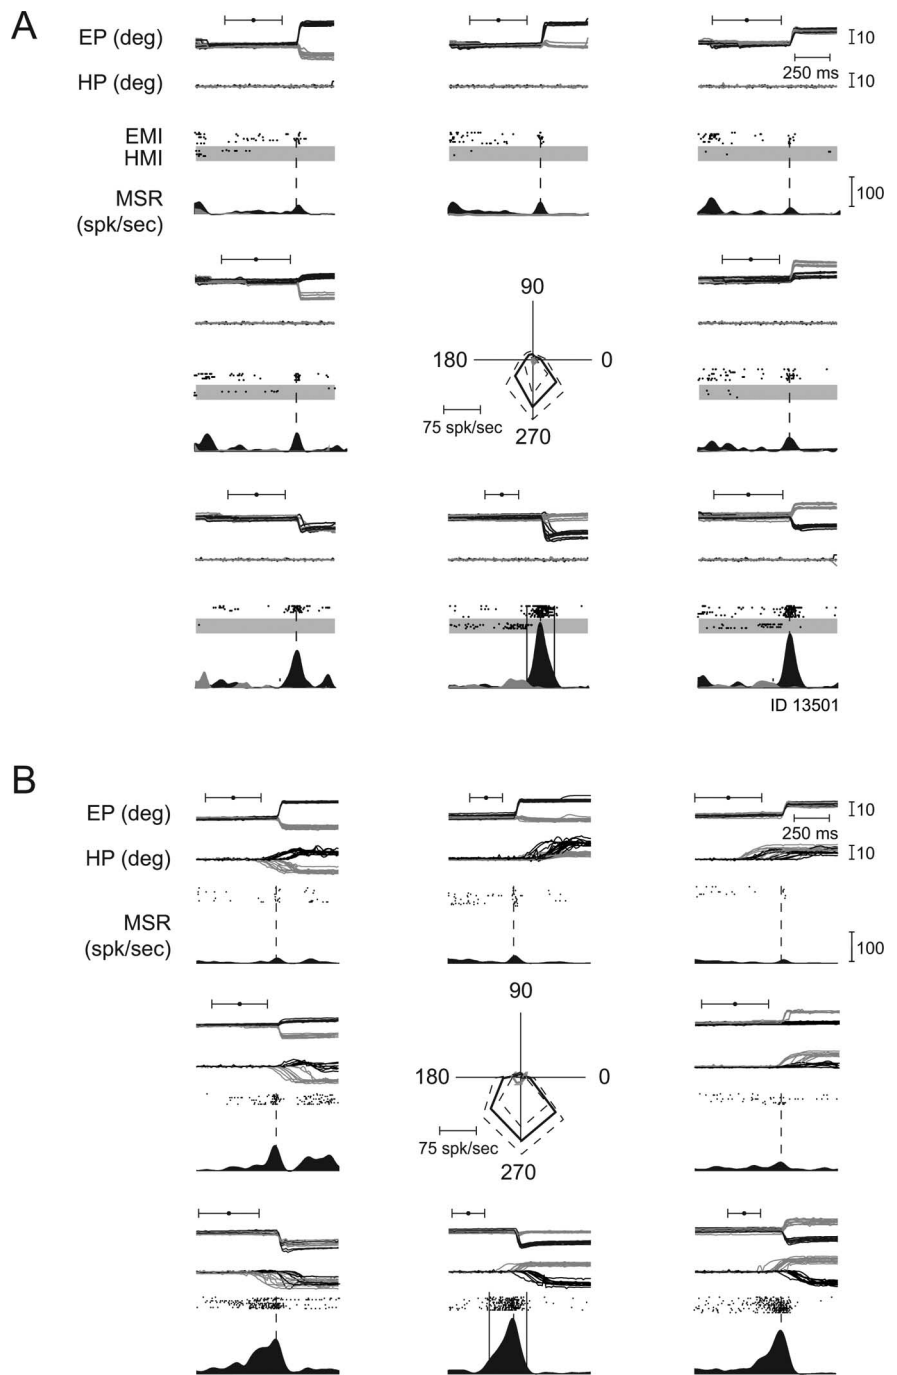 A
EP (deg)
10
250 ms
HP (deg)
10
EMI
HMI
MSR
(spk/sec)
100
90
180
0
75 spk/sec
270
ID 13501
B
EP (deg)
10
250 ms
HP (deg)
10
MSR
(spk/sec)
100
90
180
0
75 spk/sec
270